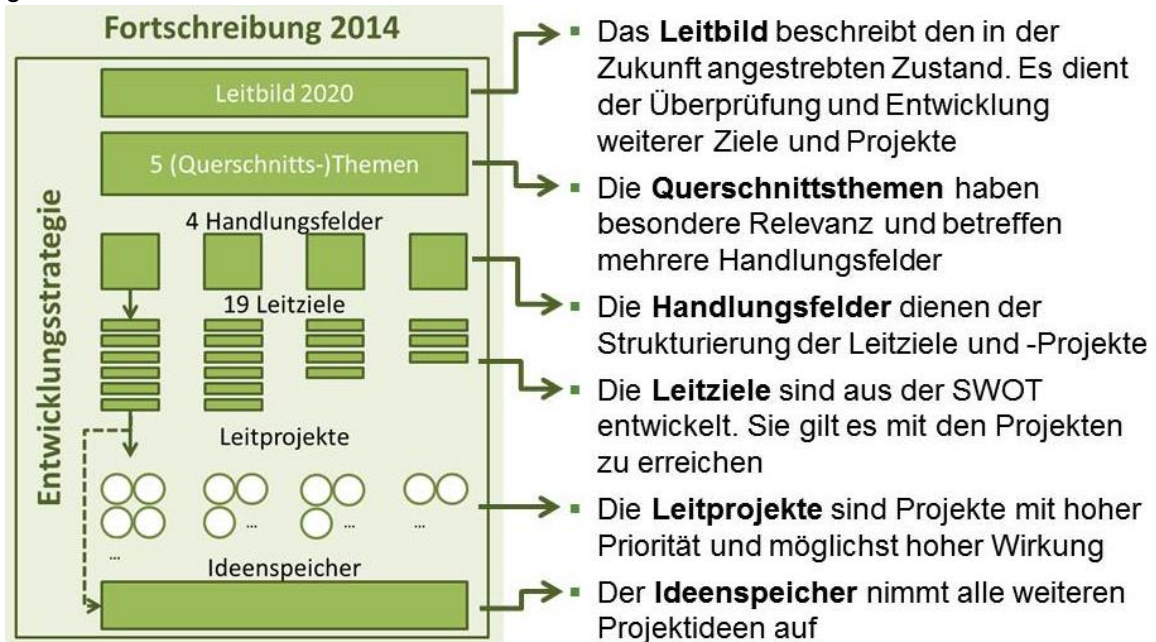 Fortschreibung 2014
Entwicklungsstrategie
Leitbild 2020
5 (Querschnitts-)Themen
4 Handlungsfelder
19 Leitziele
Leitprojekte
...
...
...
...
Ideenspeicher
▪ Das Leitbild beschreibt den in der
Zukunft angestrebten Zustand. Es dient
der Überprüfung und Entwicklung
weiterer Ziele und Projekte
▪ Die Querschnittsthemen haben
besondere Relevanz und betreffen
mehrere Handlungsfelder
▪ Die Handlungsfelder dienen der
Strukturierung der Leitziele und -Projekte
▪ Die Leitziele sind aus der SWOT
entwickelt. Sie gilt es mit den Projekten
zu erreichen
▪ Die Leitprojekte sind Projekte mit hoher
Priorität und möglichst hoher Wirkung
▪ Der Ideenspeicher nimmt alle weiteren
Projektideen auf